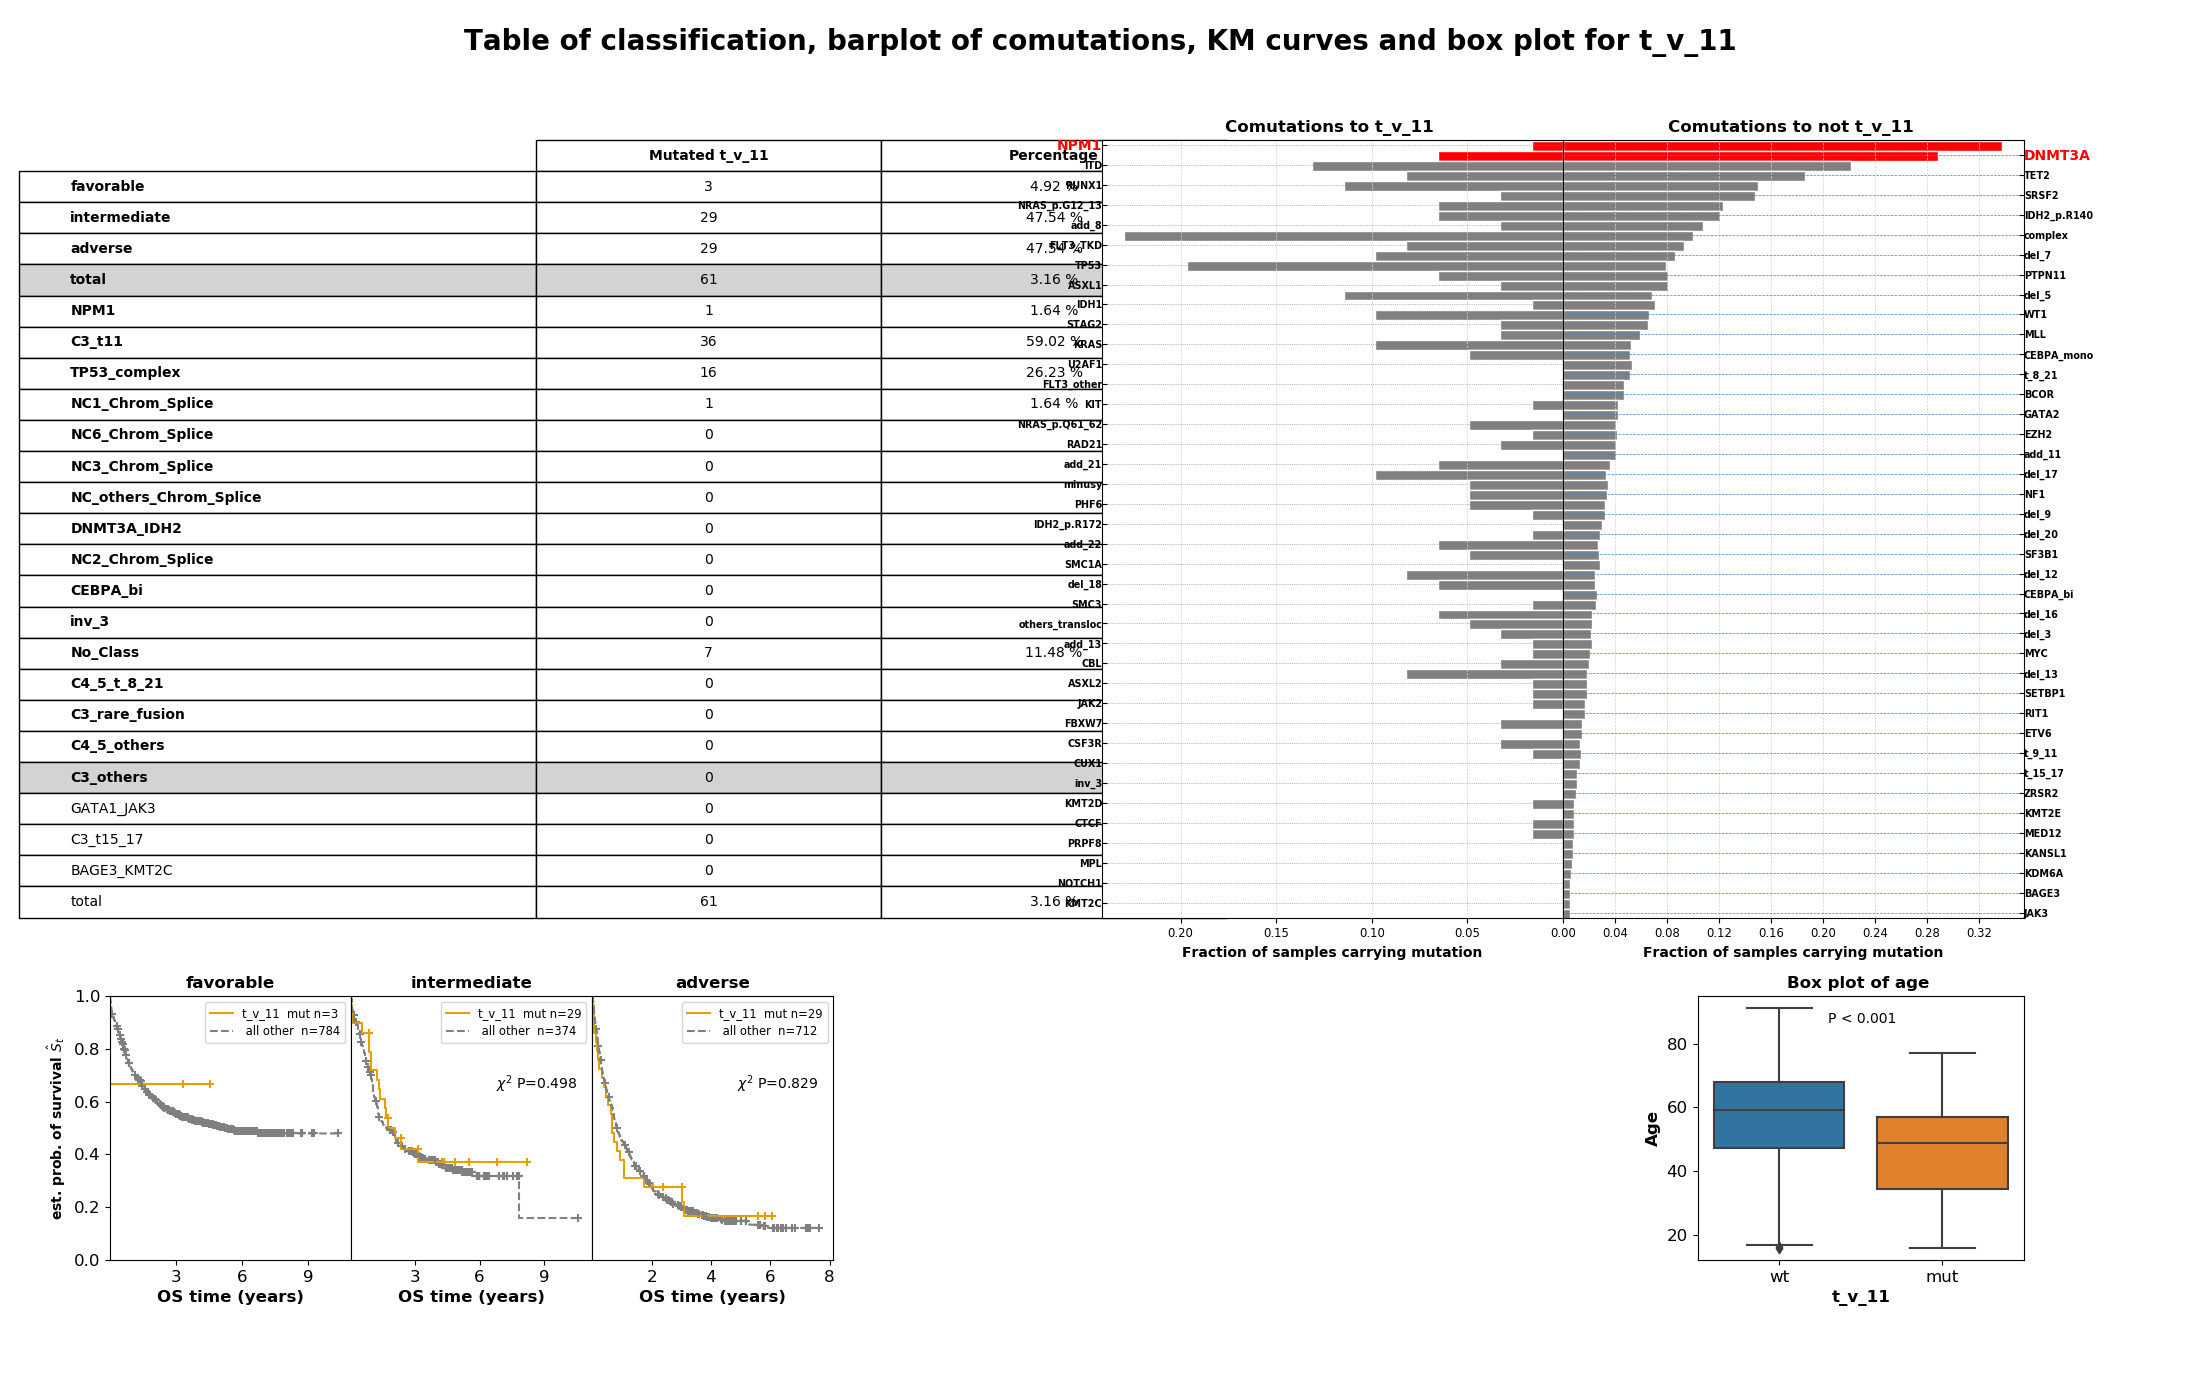 Table of classification, barplot of comutations, KM curves and box plot for t_v_11
Mutated t_v_11 Percentage
favorable 3 4.92 %
intermediate 29 47.54 %
adverse 29 47.54 %
total 61 3.16 %
NPM1 1 1.64 %
C3_t11 36 59.02 %
TP53_complex 16 26.23 %
NC1_Chrom_Splice 1 1.64 %
NC6_Chrom_Splice 0
NC3_Chrom_Splice 0
NC_others_Chrom_Splice 0
DNMT3A_IDH2 0
NC2_Chrom_Splice 0
CEBPA_bi 0
inv_3 0
No_Class 7 11.48 %
C4_5_t_8_21 0
C3_rare_fusion 0
C4_5_others 0
C3_others 0
GATA1_JAK3 0
C3_t15_17 0
BAGE3_KMT2C 0
total 61 3.16 %
Comutations to t_v_11
NPM1
ITD
RUNX1
NRAS_p.G12_13
add_8
FLT3_TKD
TP53
ASXL1
IDH1
STAG2
KRAS
U2AF1
FLT3_other
KIT
NRAS_p.Q61_62
RAD21
add_21
minusy
PHF6
IDH2_p.R172
add_22
SMC1A
del_18
SMC3
others_transloc
add_13
CBL
ASXL2
JAK2
FBXW7
CSF3R
CUX1
inv_3
KMT2D
CTCF
PRPF8
MPL
NOTCH1
KMT2C
0.20 0.15 0.10 0.05
Fraction of samples carrying mutation
Comutations to not t_v_11
DNMT3A
TET2
SRSF2
IDH2_p.R140
complex
del_7
PTPN11
del_5
WT1
MLL
CEBPA_mono
t_8_21
BCOR
GATA2
EZH2
add_11
del_17
NF1
del_9
del_20
SF3B1
del_12
CEBPA_bi
del_16
del_3
MYC
del_13
SETBP1
RIT1
ETV6
t_9_11
t_15_17
ZRSR2
KMT2E
MED12
KANSL1
KDM6A
BAGE3
JAK3
0.00 0.04 0.08 0.12 0.16 0.20 0.24 0.28 0.32
Fraction of samples carrying mutation
favorable
t_v_11 mut n=3
all other n=784
est. prob. of survival Ŝt
1.0
0.8
0.6
0.4
0.2
0.0
3 6 9
OS time (years)
intermediate
t_v_11 mut n=29
all other n=374
χ² P=0.498
3 6 9
OS time (years)
adverse
t_v_11 mut n=29
all other n=712
χ² P=0.829
2 4 6 8
OS time (years)
Box plot of age
P < 0.001
Age
80
60
40
20
wt mut
t_v_11